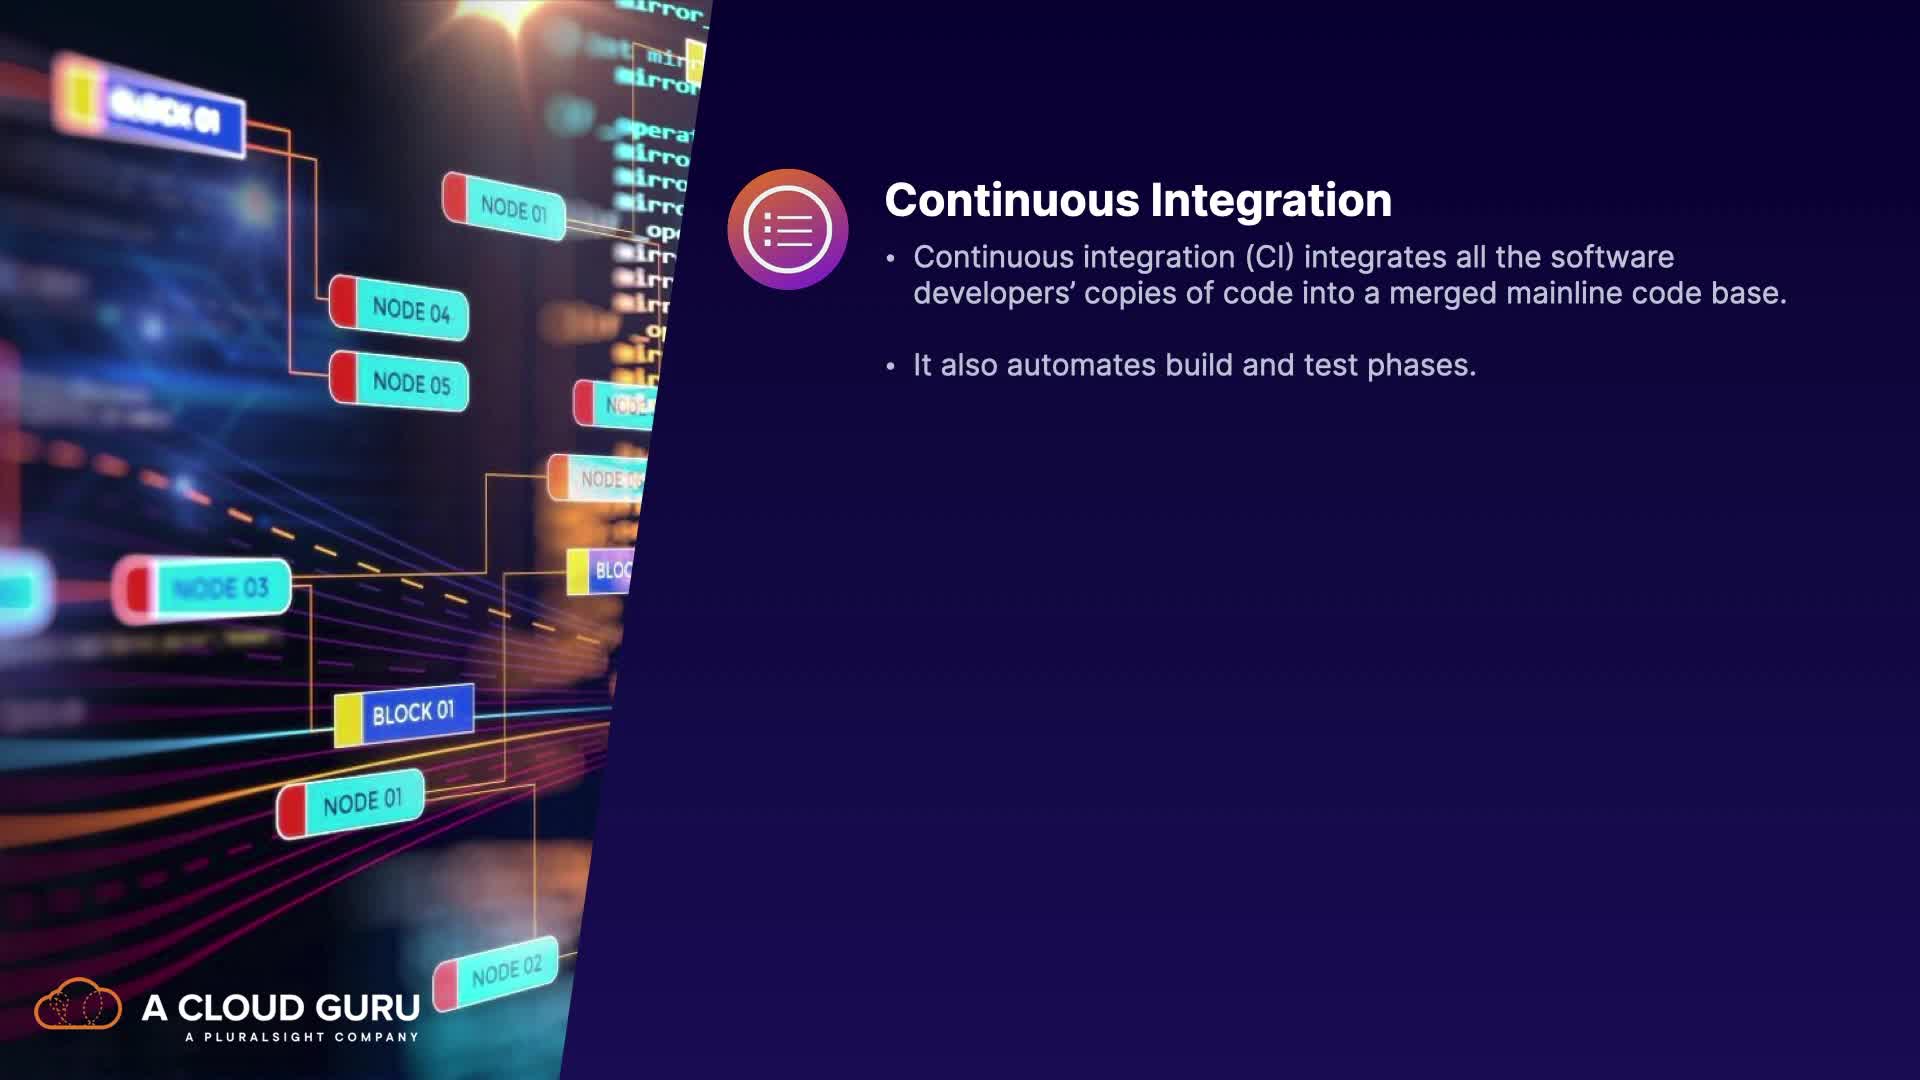 Continuous Integration
• Continuous integration (CI) integrates all the software
developers’ copies of code into a merged mainline code base.
• It also automates build and test phases.
BLOCK 01
NODE 01
NODE 04
NODE 05
NODE 03
BLOCK 01
NODE 01
NODE 02
A CLOUD GURU
A PLURALSIGHT COMPANY